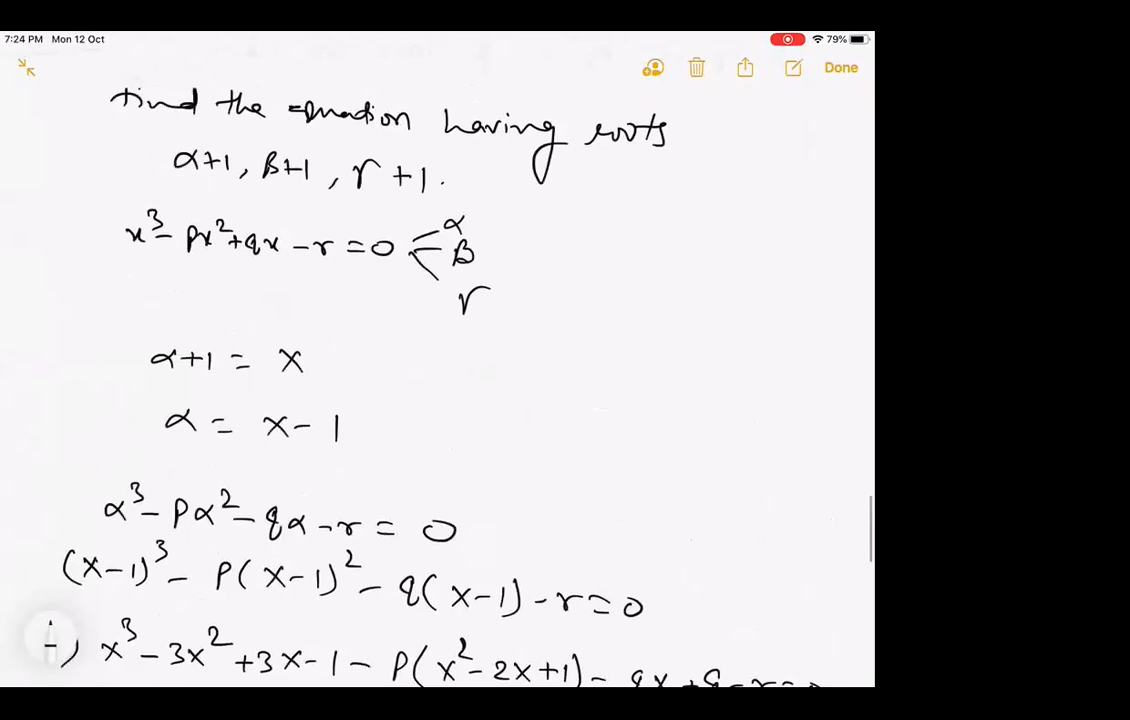 7:24 PM Mon 12 Oct
79%
Done
Find the equation having roots
α+1, β+1, γ+1.
x³ - px² + qx - r = 0 α
β
γ
α+1 = x
α = x - 1
α³ - pα² - qα - r = 0
(x-1)³ - p(x-1)² - q(x-1) - r = 0
x³ - 3x² + 3x - 1 - p(x² - 2x + 1) - qx + q - r = 0